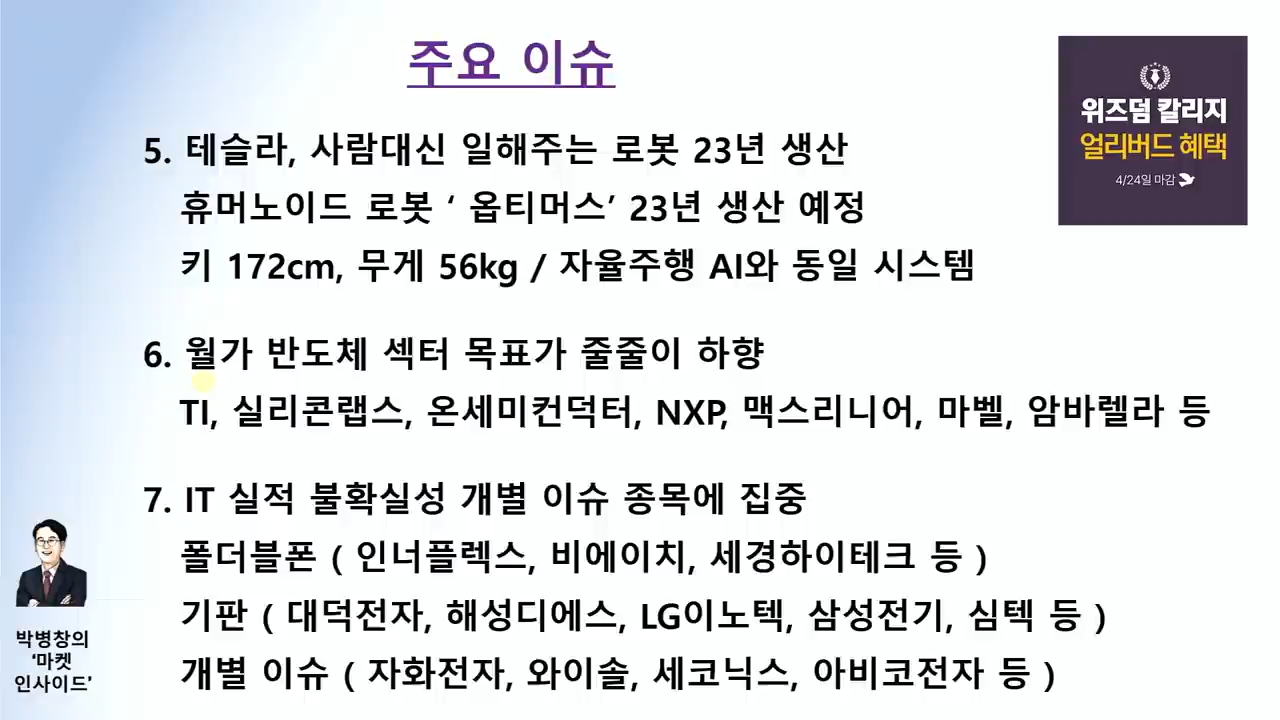 주요 이슈
위즈덤 칼리지
얼리버드 혜택
4/24일 마감
5. 테슬라, 사람대신 일해주는 로봇 23년 생산
휴머노이드 로봇 ‘ 옵티머스’ 23년 생산 예정
키 172cm, 무게 56kg / 자율주행 AI와 동일 시스템
6. 월가 반도체 섹터 목표가 줄줄이 하향
TI, 실리콘랩스, 온세미컨덕터, NXP, 맥스리니어, 마벨, 암바렐라 등
7. IT 실적 불확실성 개별 이슈 종목에 집중
폴더블폰 ( 인너플렉스, 비에이치, 세경하이테크 등 )
기판 ( 대덕전자, 해성디에스, LG이노텍, 삼성전기, 심텍 등 )
개별 이슈 ( 자화전자, 와이솔, 세코닉스, 아비코전자 등 )
박병창의
‘마켓
인사이드’